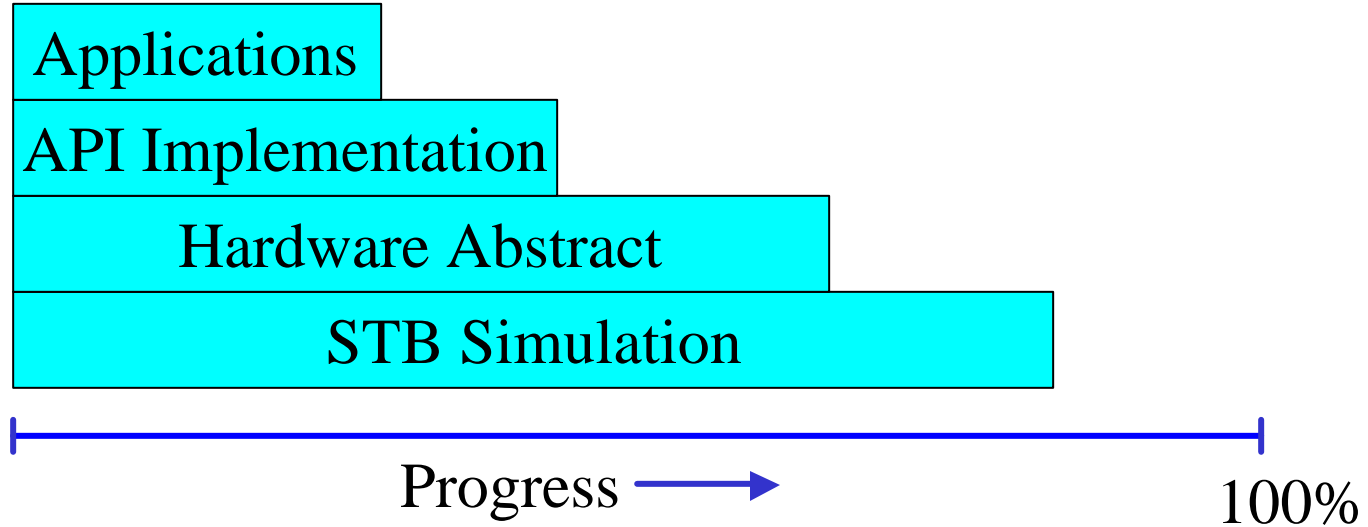 Applications
API Implementation
Hardware Abstract
STB Simulation
Progress
100%